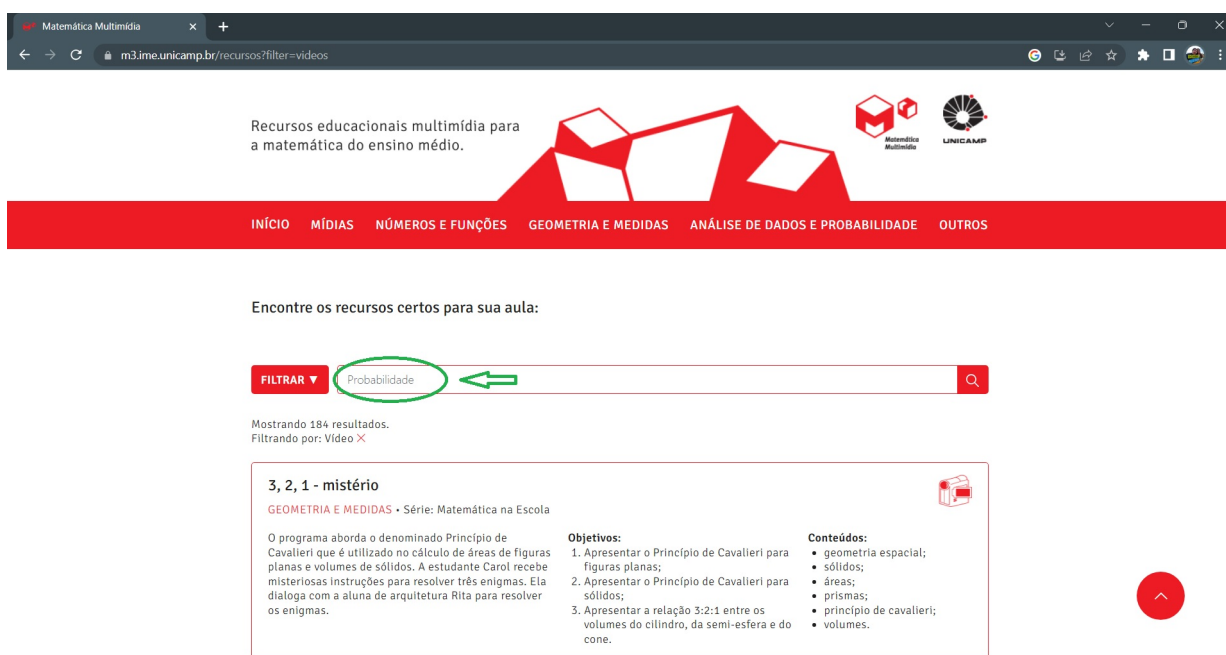 Matemática Multimídia
m3.ime.unicamp.br/recursos?filter=videos
Recursos educacionais multimídia para
a matemática do ensino médio.
Matemática
Multimídia
UNICAMP
INÍCIO MÍDIAS NÚMEROS E FUNÇÕES GEOMETRIA E MEDIDAS ANÁLISE DE DADOS E PROBABILIDADE OUTROS
Encontre os recursos certos para sua aula:
FILTRAR ▼ Probabilidade
Mostrando 184 resultados.
Filtrando por: Vídeo ×
3, 2, 1 - mistério
GEOMETRIA E MEDIDAS • Série: Matemática na Escola
O programa aborda o denominado Princípio de
Cavalieri que é utilizado no cálculo de áreas de figuras
planas e volumes de sólidos. A estudante Carol recebe
misteriosas instruções para resolver três enigmas. Ela
dialoga com a aluna de arquitetura Rita para resolver
os enigmas.
Objetivos:
1. Apresentar o Princípio de Cavalieri para
figuras planas;
2. Apresentar o Princípio de Cavalieri para
sólidos;
3. Apresentar a relação 3:2:1 entre os
volumes do cilindro, da semi-esfera e do
cone.
Conteúdos:
• geometria espacial;
• sólidos;
• áreas;
• prismas;
• princípio de cavalieri;
• volumes.